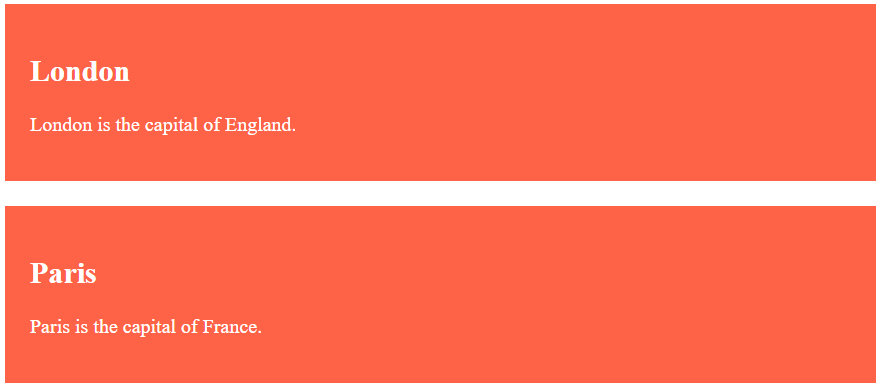 London
London is the capital of England.
Paris
Paris is the capital of France.